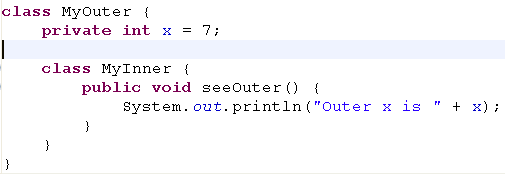 class MyOuter {
    private int x = 7;

    class MyInner {
        public void seeOuter() {
            System.out.println("Outer x is " + x);
        }
    }
}